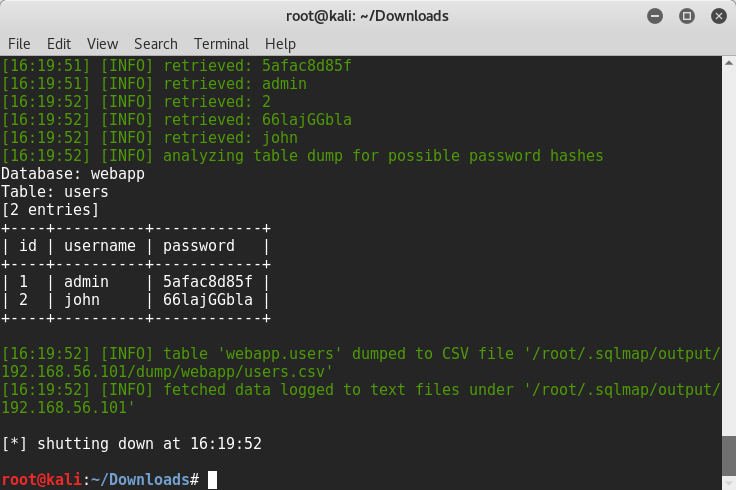 root@kali: ~/Downloads
File Edit View Search Terminal Help
[16:19:51] [INFO] retrieved: 5afac8d85f
[16:19:51] [INFO] retrieved: admin
[16:19:52] [INFO] retrieved: 2
[16:19:52] [INFO] retrieved: 66lajGGbla
[16:19:52] [INFO] retrieved: john
[16:19:52] [INFO] analyzing table dump for possible password hashes
Database: webapp
Table: users
[2 entries]
+----+----------+------------+
| id | username | password   |
+----+----------+------------+
| 1  | admin    | 5afac8d85f |
| 2  | john     | 66lajGGbla |
+----+----------+------------+
[16:19:52] [INFO] table 'webapp.users' dumped to CSV file '/root/.sqlmap/output/
192.168.56.101/dump/webapp/users.csv'
[16:19:52] [INFO] fetched data logged to text files under '/root/.sqlmap/output/
192.168.56.101'
[*] shutting down at 16:19:52
root@kali:~/Downloads#